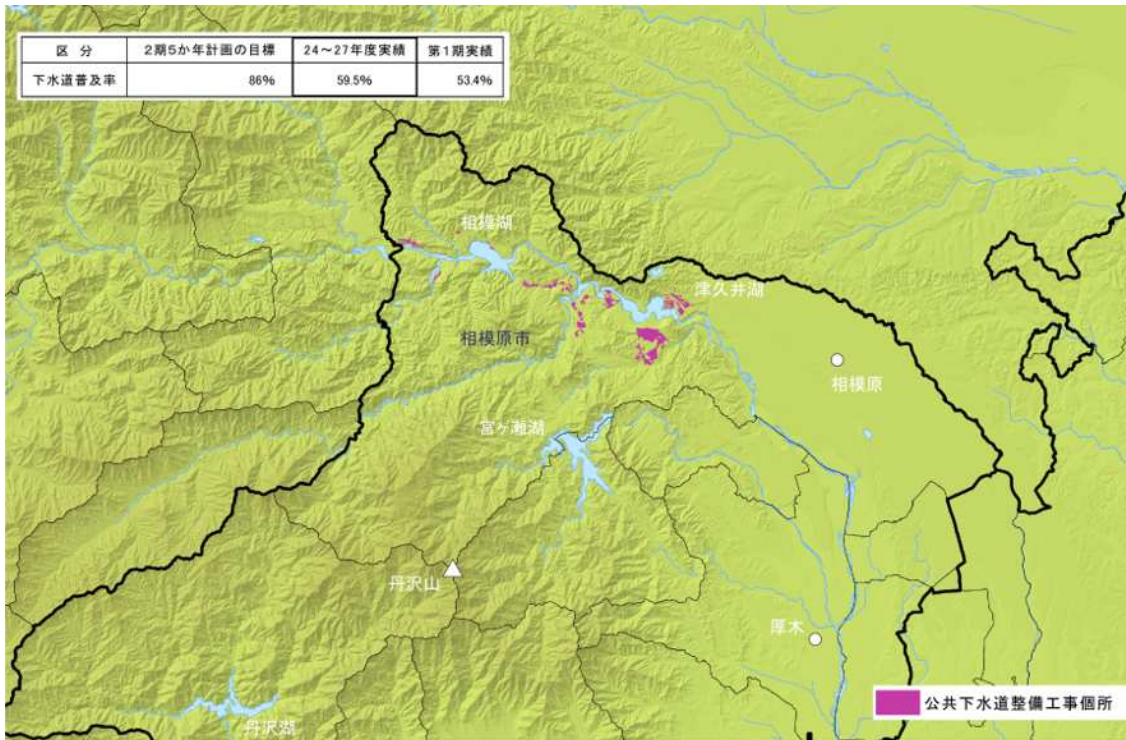 区 分 2期5か年計画の目標 24～27年度実績 第1期実績
下水道普及率 86% 59.5% 53.4%
相模湖
津久井湖
相模原市
相模原
宮ヶ瀬湖
丹沢山
厚木
公共下水道整備工事個所
丹沢湖